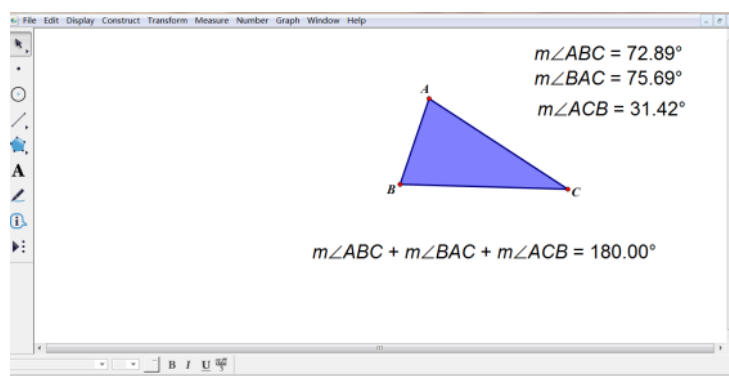 File Edit Display Construct Transform Measure Number Graph Window Help
m∠ABC = 72.89°
m∠BAC = 75.69°
m∠ACB = 31.42°
A
B
C
m∠ABC + m∠BAC + m∠ACB = 180.00°
A
B I U